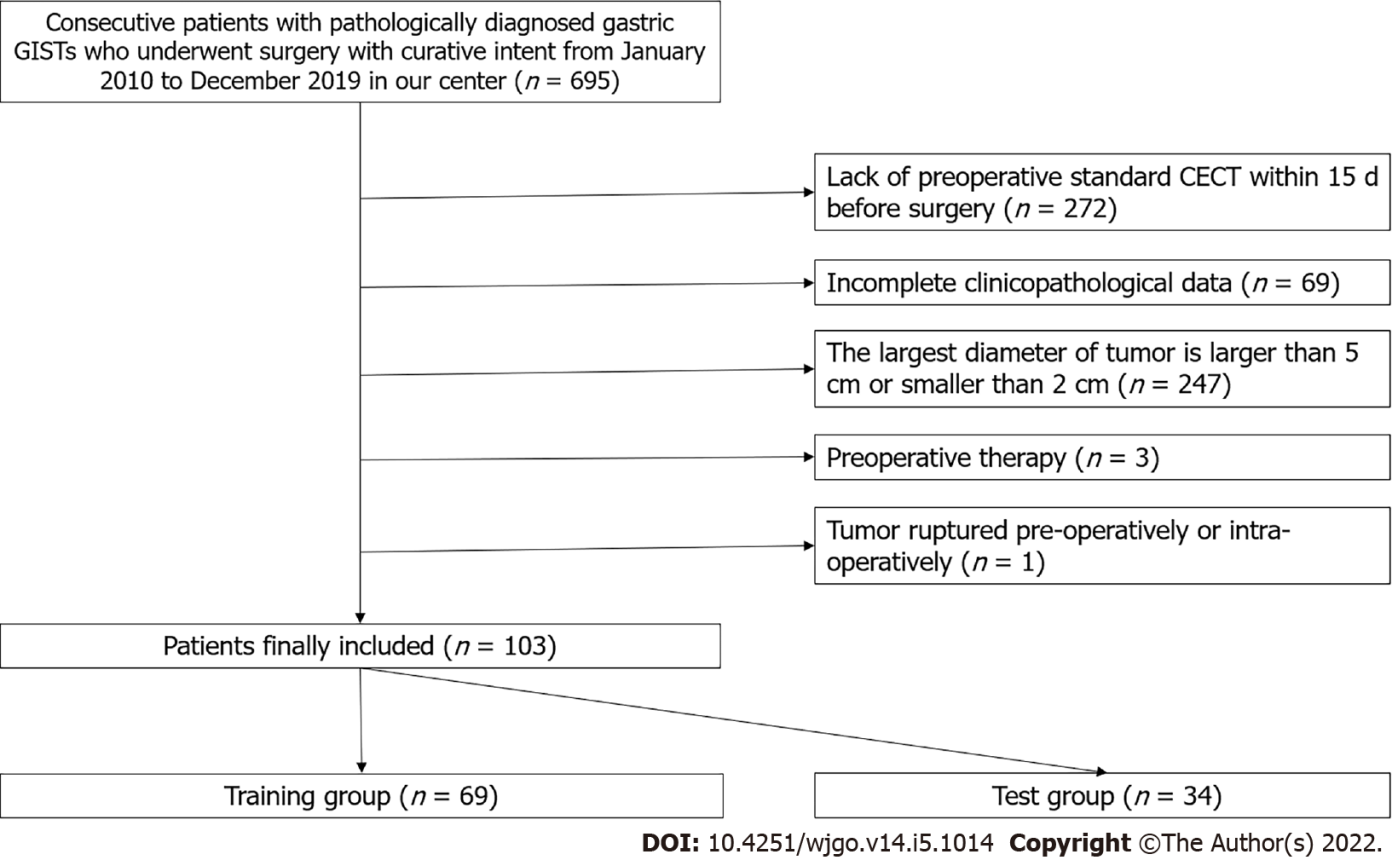 Consecutive patients with pathologically diagnosed gastric
GISTs who underwent surgery with curative intent from January
2010 to December 2019 in our center (n = 695)
Lack of preoperative standard CECT within 15 d
before surgery (n = 272)
Incomplete clinicopathological data (n = 69)
The largest diameter of tumor is larger than 5
cm or smaller than 2 cm (n = 247)
Preoperative therapy (n = 3)
Tumor ruptured pre-operatively or intra-
operatively (n = 1)
Patients finally included (n = 103)
Training group (n = 69)
Test group (n = 34)
DOI: 10.4251/wjgo.v14.i5.1014 Copyright ©The Author(s) 2022.